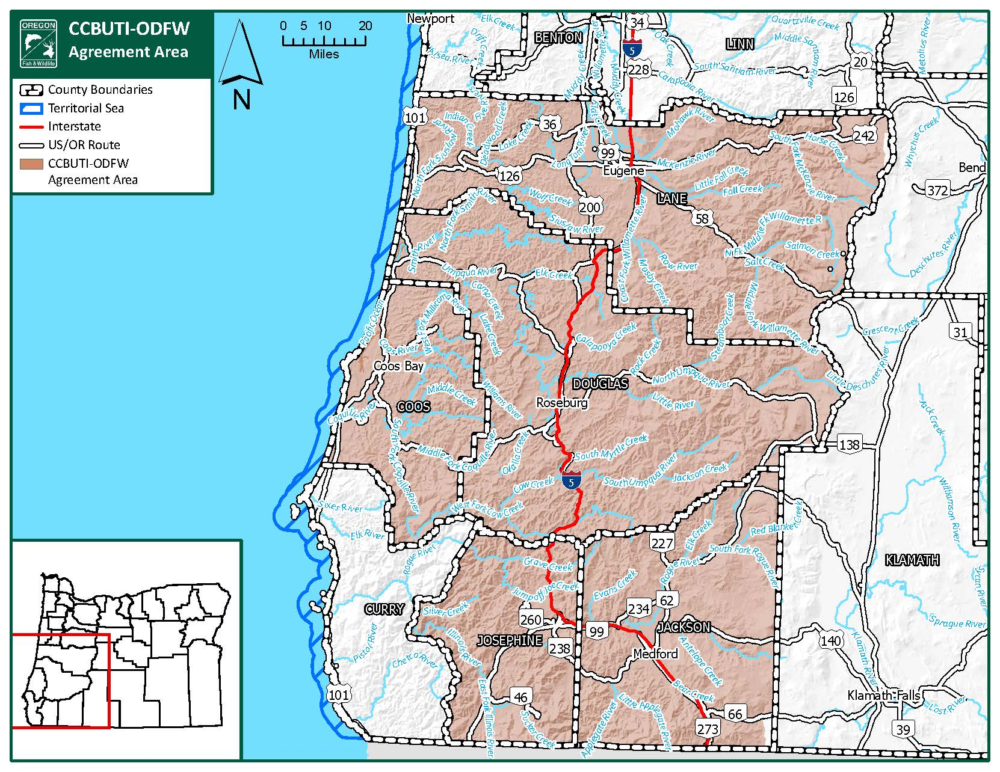 OREGON
Fish & Wildlife
CCBUTI-ODFW
Agreement Area
County Boundaries
Territorial Sea
Interstate
US/OR Route
CCBUTI-ODFW
Agreement Area
0 5 10 20
Miles
N
Newport
Elk Creek
Drift Creek
Alsea River
BENTON
Muddy Creek
Willamette River
Muddy Creek
34
5
228
Oak Creek
LINN
Quartzville Creek
Middle Santiam River
South Santiam River
Calapooia River
20
126
Metolius River
101
Indian Creek
Five Rivers
Deadwood Creek
Lake Creek
North Fork Siuslaw River
36
Flat Creek
Long Tom River
99
Eugene
Mohawk River
McKenzie River
South Fork McKenzie River
Horse Creek
242
Whychus Creek
Bend
372
Deschutes River
126
Little Fall Creek
Fall Creek
LANE
58
200
Wolf Creek
Siuslaw River
North Fork Smith River
Smith River
N Fk Middle Fk Willamette R
Salmon Creek
Salt Creek
Row River
Mosby Creek
Coast Fork Willamette River
Middle Fork Willamette River
Umpqua River
Elk Creek
Camp Creek
Lake Creek
West Fork Millicoma River
Pacific Ocean
Coos River
Coos Bay
Calapooya Creek
Rock Creek
Steamboat Creek
Crescent Creek
31
Little Deschutes River
DOUGLAS
North Umpqua River
Little River
Roseburg
COOS
Middle Creek
Williams River
Coquille River
South Fork Coquille River
Middle Fork Coquille River
Olalla Creek
South Myrtle Creek
South Umpqua River
Jackson Creek
5
Cow Creek
West Fork Cow Creek
138
Jack Creek
Williamson River
Sixes River
Elk River
Rogue River
227
Elk Creek
Red Blanket Creek
South Fork Rogue River
Rogue River
KLAMATH
Sycan River
Grave Creek
Jumpoff Joe Creek
Evans Creek
CURRY
Silver Creek
260
234
62
JACKSON
Sprague River
JOSEPHINE
99
238
Medford
140
Illinois River
Pistol River
Chetco River
Antelope Creek
Klamath River
101
46
East Fork Illinois River
Sucker Creek
Bear Creek
Little Applegate River
Applegate River
66
273
Klamath Falls
Lost River
39